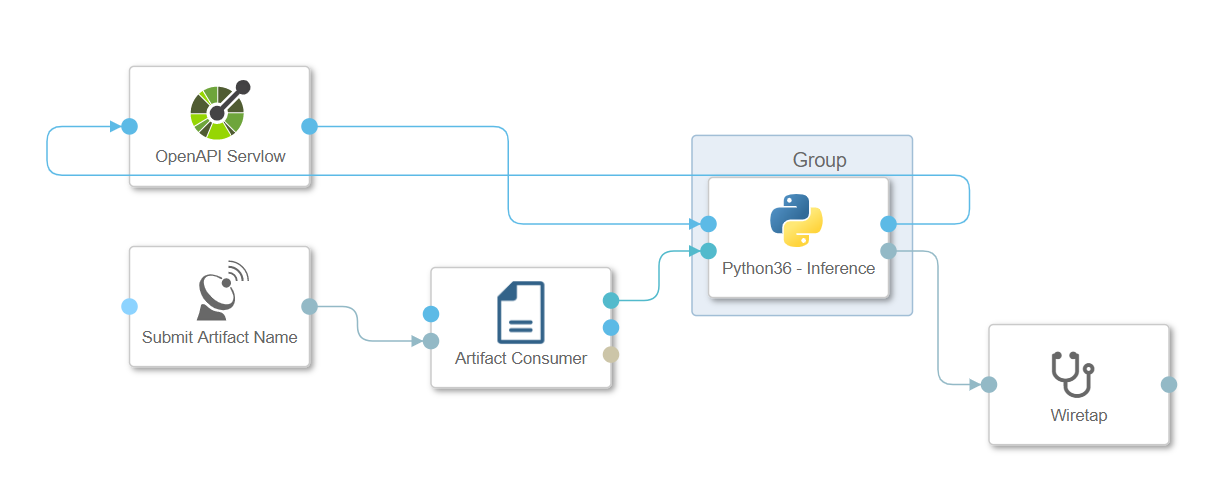 OpenAPI Servlow
Group
Python36 - Inference
Submit Artifact Name
Artifact Consumer
Wiretap